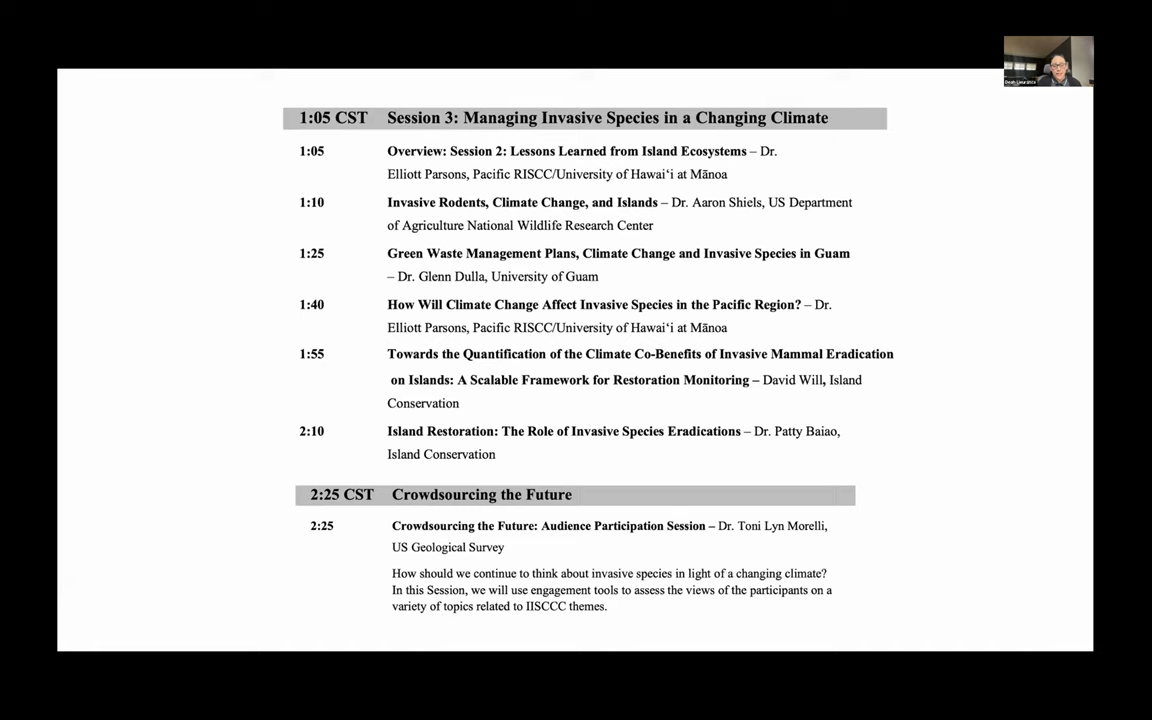 Deah Lieurance
1:05 CST Session 3: Managing Invasive Species in a Changing Climate
1:05 Overview: Session 2: Lessons Learned from Island Ecosystems – Dr.
Elliott Parsons, Pacific RISCC/University of Hawaiʻi at Mānoa
1:10 Invasive Rodents, Climate Change, and Islands – Dr. Aaron Shiels, US Department
of Agriculture National Wildlife Research Center
1:25 Green Waste Management Plans, Climate Change and Invasive Species in Guam
– Dr. Glenn Dulla, University of Guam
1:40 How Will Climate Change Affect Invasive Species in the Pacific Region? – Dr.
Elliott Parsons, Pacific RISCC/University of Hawaiʻi at Mānoa
1:55 Towards the Quantification of the Climate Co-Benefits of Invasive Mammal Eradication
on Islands: A Scalable Framework for Restoration Monitoring – David Will, Island
Conservation
2:10 Island Restoration: The Role of Invasive Species Eradications – Dr. Patty Baiao,
Island Conservation
2:25 CST Crowdsourcing the Future
2:25 Crowdsourcing the Future: Audience Participation Session – Dr. Toni Lyn Morelli,
US Geological Survey
How should we continue to think about invasive species in light of a changing climate?
In this Session, we will use engagement tools to assess the views of the participants on a
variety of topics related to IISCCC themes.